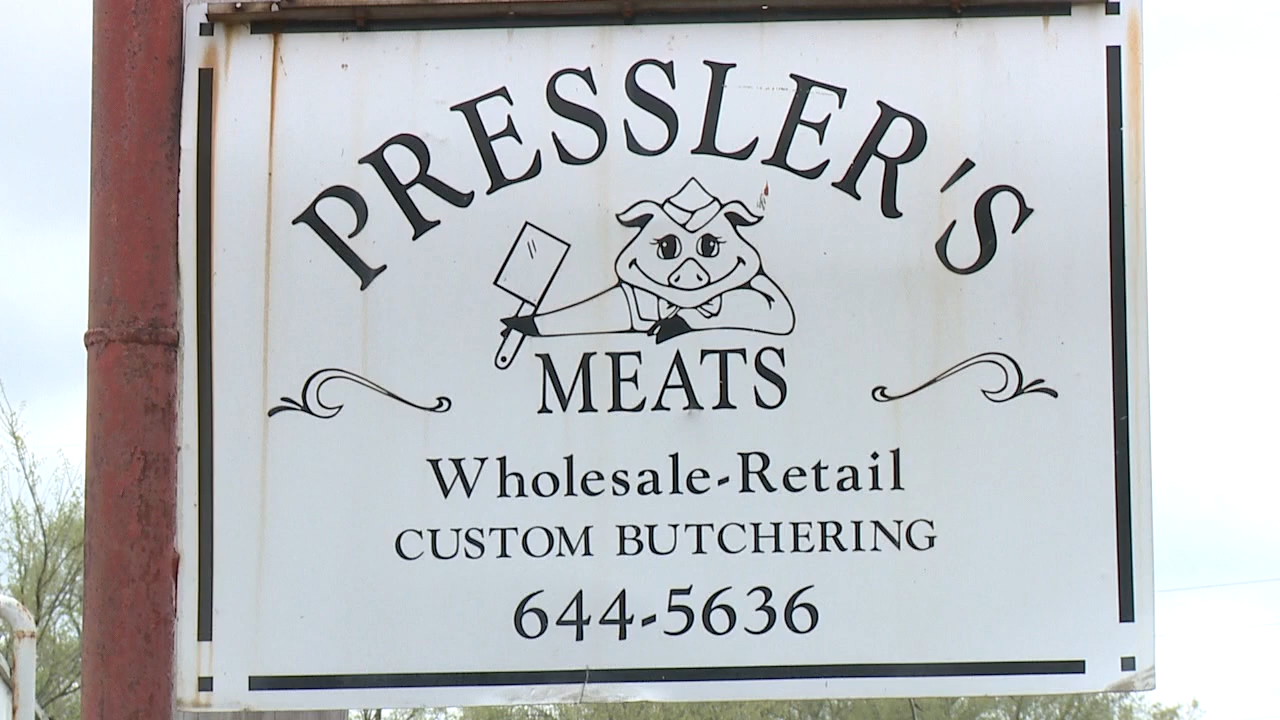 PRESSLER'S
MEATS
Wholesale-Retail
CUSTOM BUTCHERING
644-5636